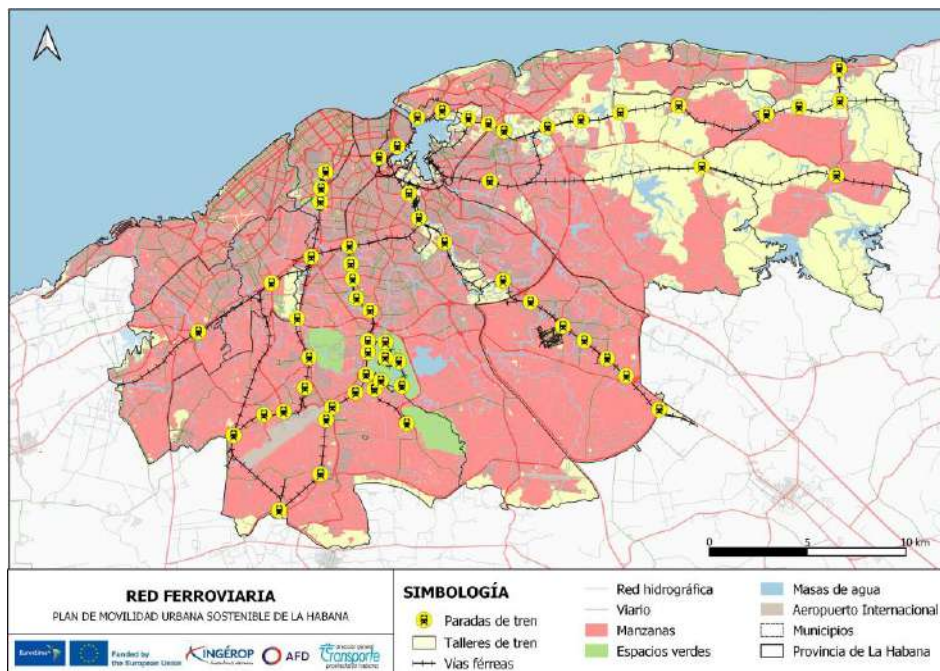 0
10 km
RED FERROVIARIA
PLAN DE MOVILIDAD URBANA SOSTENIBLE DE LA HABANA
Funded by
the European Union
INGÉROP
AFD
Transporte
SIMBOLOGÍA
Paradas de tren
Talleres de tren
Vías férreas
Red hidrográfica
Viario
Manzanas
Espacios verdes
Masas de agua
Aeropuerto Internacional
Municipios
Provincia de La Habana